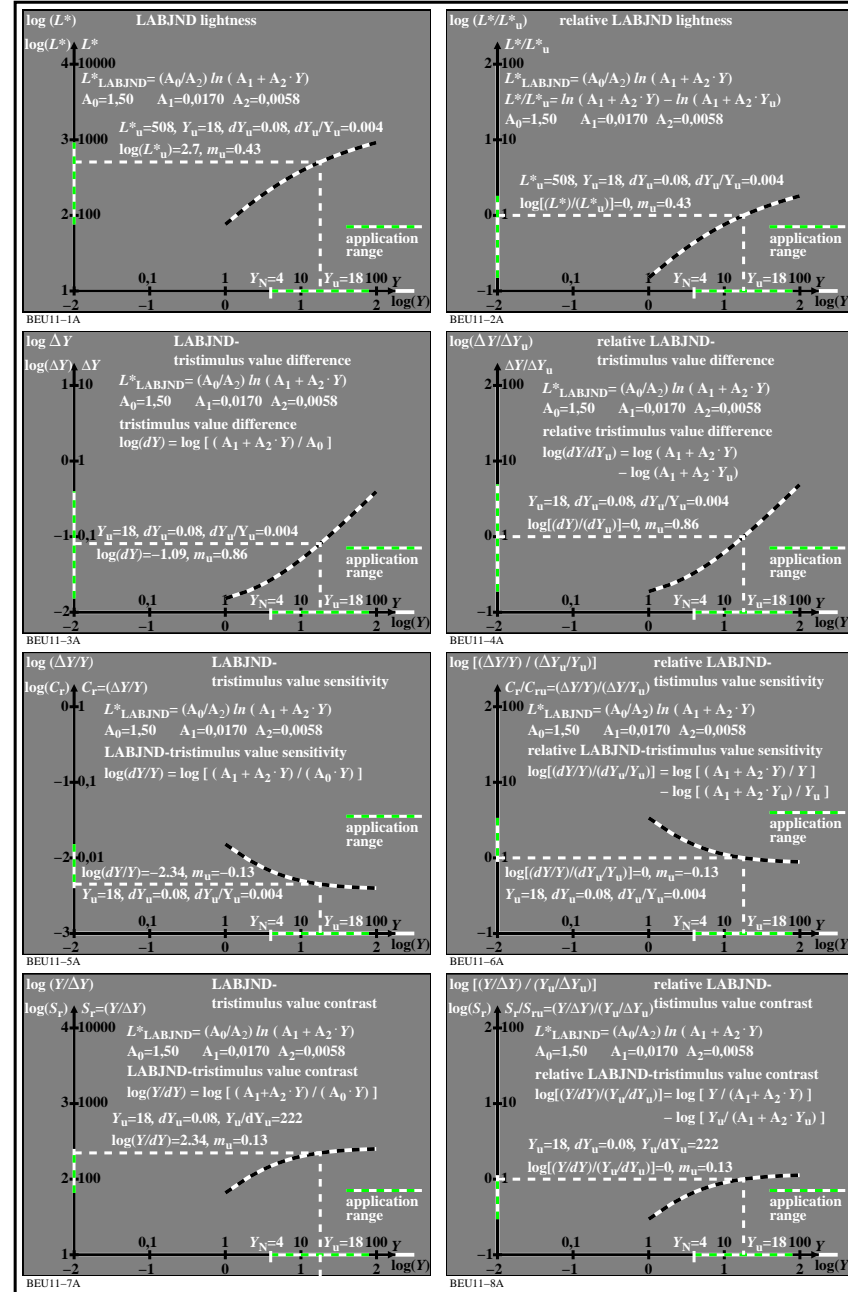 log (L*) LABJND lightness
log(L*) L*
4 10000
L*LABJND= (A0/A2) ln ( A1 + A2 · Y)
A0=1,50 A1=0,0170 A2=0,0058
L*u=508, Yu=18, dYu=0.08, dYu/Yu=0.004
3 1000
log(L*u)=2.7, mu=0.43
2 100
application
range
0,1 1 YN=4 10 Yu=18 100 Y
1
−2 −1 0 1 2 log(Y)
BEU11−1A
log (L*/L*u) relative LABJND lightness
L*/L*u
2 100
L*LABJND= (A0/A2) ln ( A1 + A2 · Y)
L*/L*u= ln ( A1 + A2 · Y) − ln ( A1 + A2 · Yu)
A0=1,50 A1=0,0170 A2=0,0058
1 10
L*u=508, Yu=18, dYu=0.08, dYu/Yu=0.004
log[(L*)/(L*u)]=0, mu=0.43
0 1
application
range
0,1 1 YN=4 10 Yu=18 100 Y
−1
−2 −1 0 1 2 log(Y)
BEU11−2A
log ΔY LABJND-
tristimulus value difference
log(ΔY) ΔY
1 10
L*LABJND= (A0/A2) ln ( A1 + A2 · Y)
A0=1,50 A1=0,0170 A2=0,0058
tristimulus value difference
log(dY) = log [ ( A1 + A2 · Y) / A0 ]
0 1
Yu=18, dYu=0.08, dYu/Yu=0.004
−1 0,1
log(dY)=−1.09, mu=0.86
application
range
0,1 1 YN=4 10 Yu=18 100 Y
−2
−2 −1 0 1 2 log(Y)
BEU11−3A
log(ΔY/ΔYu) relative LABJND-
tristimulus value difference
ΔY/ΔYu
2 100
L*LABJND= (A0/A2) ln ( A1 + A2 · Y)
A0=1,50 A1=0,0170 A2=0,0058
relative tristimulus value difference
log(dY/dYu) = log ( A1 + A2 · Y)
1 10
− log (A1 + A2 · Yu)
Yu=18, dYu=0.08, dYu/Yu=0.004
log[(dY)/(dYu)]=0, mu=0.86
0 1
application
range
0,1 1 YN=4 10 Yu=18 100 Y
−1
−2 −1 0 1 2 log(Y)
BEU11−4A
log (ΔY/Y) LABJND-
tristimulus value sensitivity
log(Cr) Cr=(ΔY/Y)
0 1
L*LABJND= (A0/A2) ln ( A1 + A2 · Y)
A0=1,50 A1=0,0170 A2=0,0058
LABJND-tristimulus value sensitivity
log(dY/Y) = log [ ( A1 + A2 · Y) / ( A0 · Y) ]
−1 0,1
application
range
−2 0,01
log(dY/Y)=−2.34, mu=−0.13
Yu=18, dYu=0.08, dYu/Yu=0.004
YN=4 Yu=18
−3
0,1 1 10 100 Y
−2 −1 0 1 2 log(Y)
BEU11−5A
log [(ΔY/Y) / (ΔYu/Yu)] relative LABJND-
tistimulus value sensitivity
Cr/Cru=(ΔY/Y)/(ΔY/Yu)
2 100
L*LABJND= (A0/A2) ln ( A1 + A2 · Y)
A0=1,50 A1=0,0170 A2=0,0058
relative LABJND-tristimulus value sensitivity
log[(dY/Y)/(dYu/Yu)] = log [ ( A1 + A2 · Y) / Y ]
1 10
− log [ ( A1 + A2 · Yu) / Yu ]
application
range
0 1
log[(dY/Y)/(dYu/Yu)]=0, mu=−0.13
Yu=18, dYu=0.08, dYu/Yu=0.004
0,1 1 YN=4 10 Yu=18 100 Y
−1
−2 −1 0 1 2 log(Y)
BEU11−6A
log (Y/ΔY) LABJND-
tristimulus value contrast
log(Sr) Sr=(Y/ΔY)
4 10000
L*LABJND= (A0/A2) ln ( A1 + A2 · Y)
A0=1,50 A1=0,0170 A2=0,0058
LABJND-tristimulus value contrast
log(Y/dY) = log [ ( A1+A2 · Y) / ( A0 · Y) ]
3 1000
Yu=18, dYu=0.08, Yu/dYu=222
log(Y/dY)=2.34, mu=0.13
2 100
application
range
0,1 1 YN=4 10 Yu=18 100 Y
1
−2 −1 0 1 2 log(Y)
BEU11−7A
log [(Y/ΔY) / (Yu/ΔYu)] relative LABJND-
tristimulus value contrast
log(Sr) Sr/Sru=(Y/ΔY)/(Yu/ΔYu)
2 100
L*LABJND= (A0/A2) ln ( A1 + A2 · Y)
A0=1,50 A1=0,0170 A2=0,0058
relative LABJND-tristimulus value contrast
log[(Y/dY)/(Yu/dYu)]= log [ Y / (A1+ A2 · Y) ]
1 10
− log [ Yu/ (A1 + A2 · Yu) ]
Yu=18, dYu=0.08, Yu/dYu=222
log[(Y/dY)/(Yu/dYu)]=0, mu=0.13
0 1
application
range
0,1 1 YN=4 10 Yu=18 100 Y
−1
−2 −1 0 1 2 log(Y)
BEU11−8A